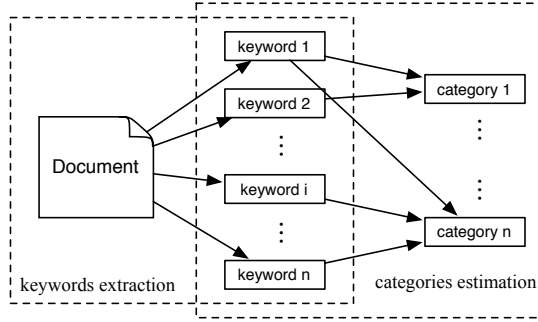 keyword 1
keyword 2
category 1
Document
keyword i
category n
keyword n
keywords extraction
categories estimation